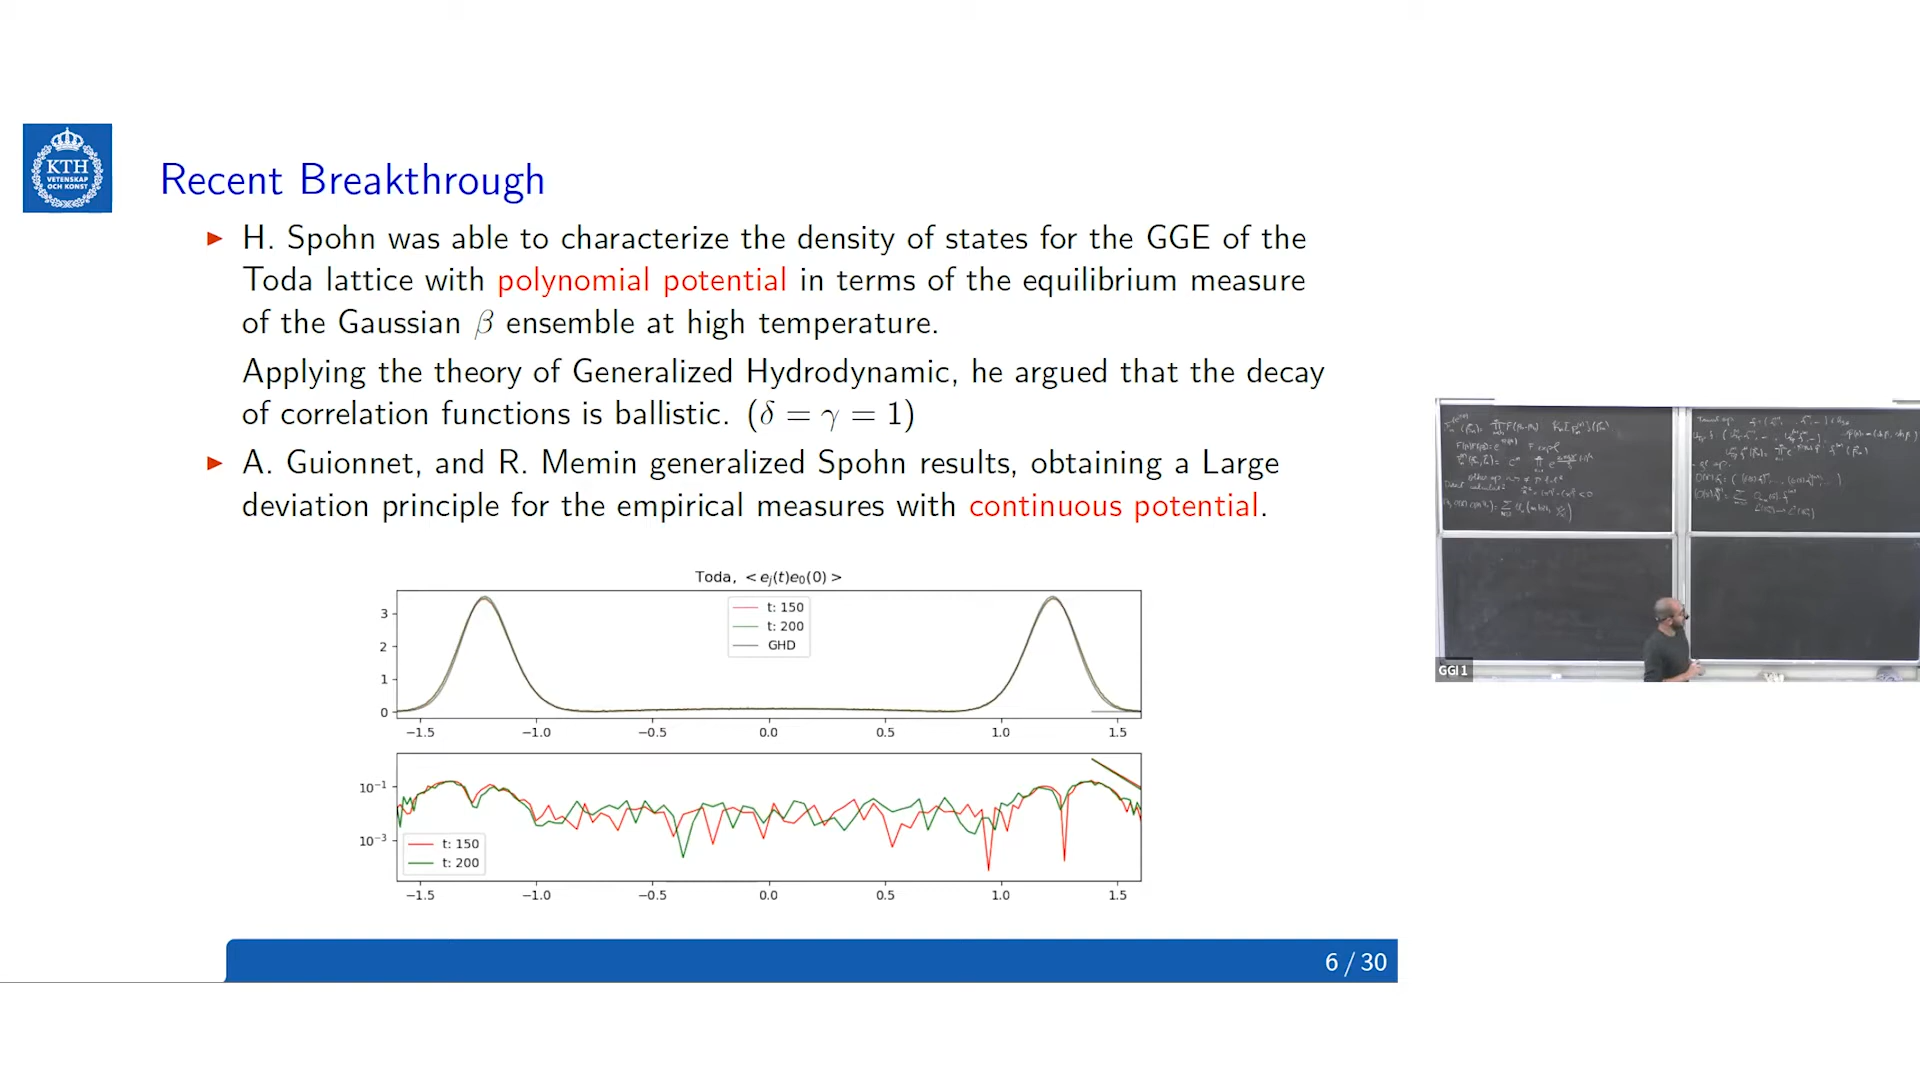 KTH
VETENSKAP
OCH KONST
Recent Breakthrough
H. Spohn was able to characterize the density of states for the GGE of the
Toda lattice with polynomial potential in terms of the equilibrium measure
of the Gaussian β ensemble at high temperature.
Applying the theory of Generalized Hydrodynamic, he argued that the decay
of correlation functions is ballistic. (δ = γ = 1)
A. Guionnet, and R. Memin generalized Spohn results, obtaining a Large
deviation principle for the empirical measures with continuous potential.
Toda, <e_j(t)e_0(0)>
t: 150
t: 200
GHD
3
2
1
0
−1.5 −1.0 −0.5 0.0 0.5 1.0 1.5
10^{-1}
10^{-3}
t: 150
t: 200
−1.5 −1.0 −0.5 0.0 0.5 1.0 1.5
6 / 30
GGI 1